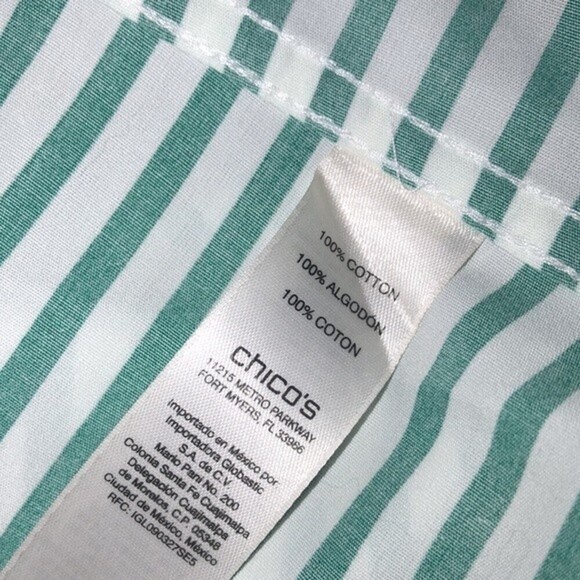 100% COTTON
100% ALGODÓN
100% COTON
chico's
11215 METRO PARKWAY
FORT MYERS, FL 33966
Importado en México por
Importadora Globastic
S.A. de C.V.
Mario Pani No. 200
Colonia Santa Fe Cuajimalpa
Delegación Cuajimalpa
de Morelos, C.P. 05348
Ciudad de México, México
RFC: IGL090327SE5